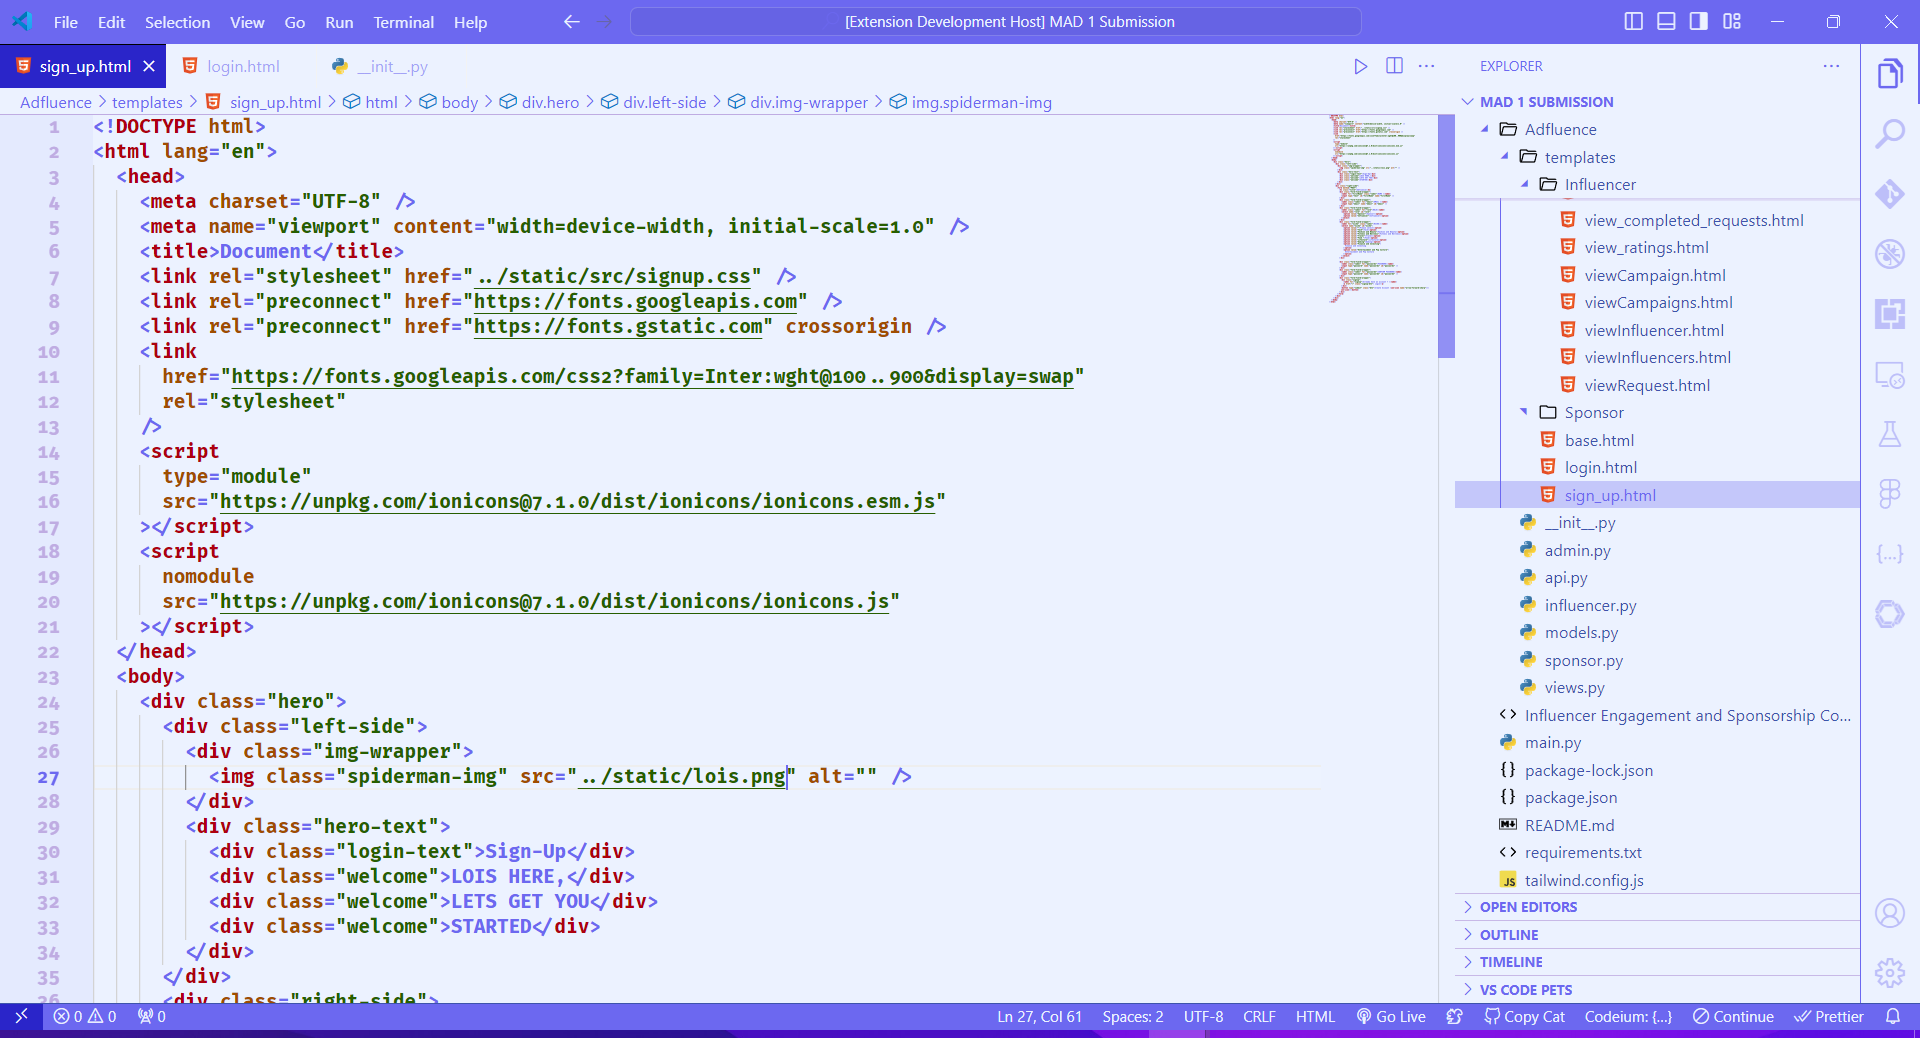 File Edit Selection View Go Run Terminal Help
[Extension Development Host] MAD 1 Submission
sign_up.html login.html __init__.py
Adfluence > templates > sign_up.html > html > body > div.hero > div.left-side > div.img-wrapper > img.spiderman-img
1 <!DOCTYPE html>
2 <html lang="en">
3 <head>
4 <meta charset="UTF-8" />
5 <meta name="viewport" content="width=device-width, initial-scale=1.0" />
6 <title>Document</title>
7 <link rel="stylesheet" href="../static/src/signup.css" />
8 <link rel="preconnect" href="https://fonts.googleapis.com" />
9 <link rel="preconnect" href="https://fonts.gstatic.com" crossorigin />
10 <link
11 href="https://fonts.googleapis.com/css2?family=Inter:wght@100..900&display=swap"
12 rel="stylesheet"
13 />
14 <script
15 type="module"
16 src="https://unpkg.com/ionicons@7.1.0/dist/ionicons/ionicons.esm.js"
17 ></script>
18 <script
19 nomodule
20 src="https://unpkg.com/ionicons@7.1.0/dist/ionicons/ionicons.js"
21 ></script>
22 </head>
23 <body>
24 <div class="hero">
25 <div class="left-side">
26 <div class="img-wrapper">
27 <img class="spiderman-img" src="../static/lois.png" alt="" />
28 </div>
29 <div class="hero-text">
30 <div class="login-text">Sign-Up</div>
31 <div class="welcome">LOIS HERE,</div>
32 <div class="welcome">LETS GET YOU</div>
33 <div class="welcome">STARTED</div>
34 </div>
35 </div>
36 <div class="right-side">
EXPLORER
MAD 1 SUBMISSION
Adfluence
templates
Influencer
view_completed_requests.html
view_ratings.html
viewCampaign.html
viewCampaigns.html
viewInfluencer.html
viewInfluencers.html
viewRequest.html
Sponsor
base.html
login.html
sign_up.html
__init__.py
admin.py
api.py
influencer.py
models.py
sponsor.py
views.py
Influencer Engagement and Sponsorship Co...
main.py
package-lock.json
package.json
README.md
requirements.txt
tailwind.config.js
OPEN EDITORS
OUTLINE
TIMELINE
VS CODE PETS
0 0 0
Ln 27, Col 61 Spaces: 2 UTF-8 CRLF HTML Go Live Copy Cat Codeium: {...} Continue Prettier